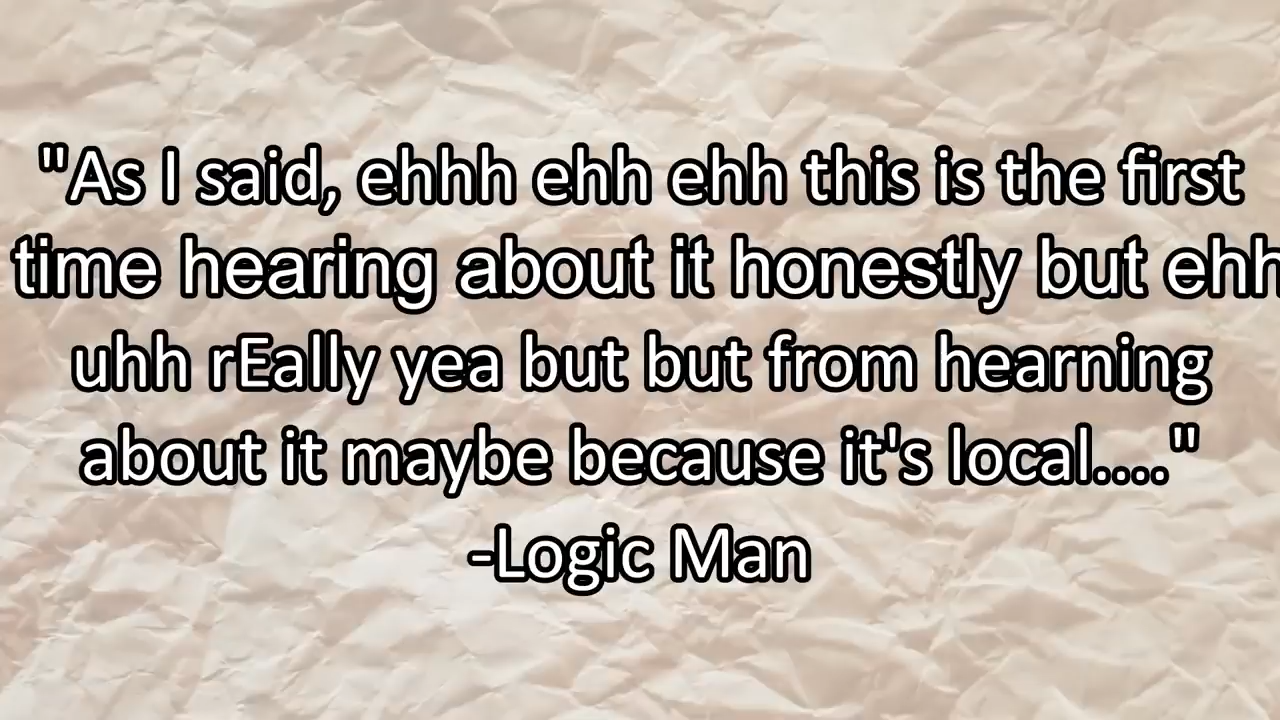 "As I said, ehhh ehh ehh this is the first
time hearing about it honestly but ehh
uhh rEally yea but but from hearning
about it maybe because it's local...."
-Logic Man